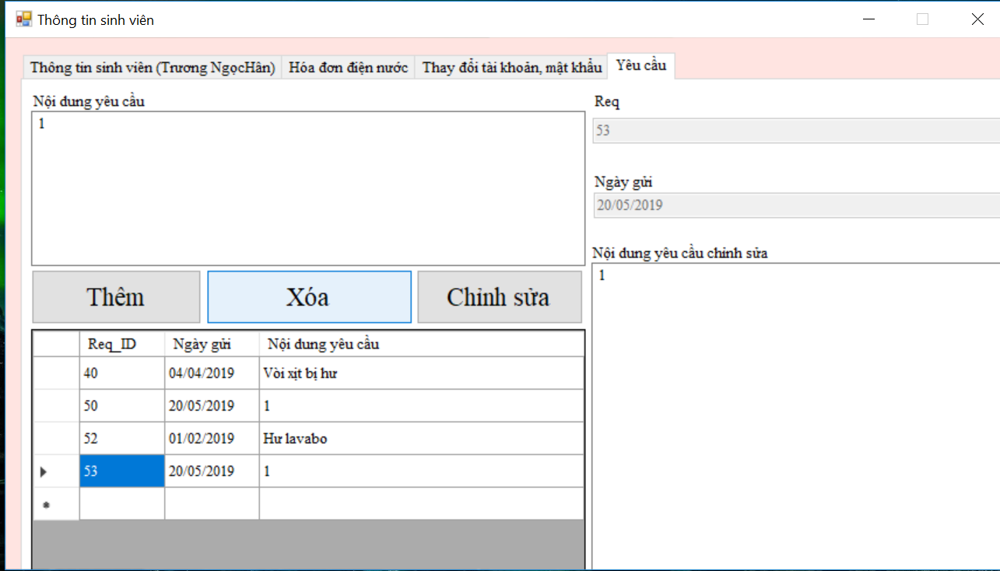 Thông tin sinh viên
Thông tin sinh viên (Trương NgọcHân) Hóa đơn điện nước Thay đổi tài khoản, mật khẩu Yêu cầu
Nội dung yêu cầu
1
Thêm Xóa Chỉnh sửa
Req_ID Ngày gửi Nội dung yêu cầu
40 04/04/2019 Vòi xịt bị hư
50 20/05/2019 1
52 01/02/2019 Hư lavabo
53 20/05/2019 1
Req
53
Ngày gửi
20/05/2019
Nội dung yêu cầu chỉnh sửa
1